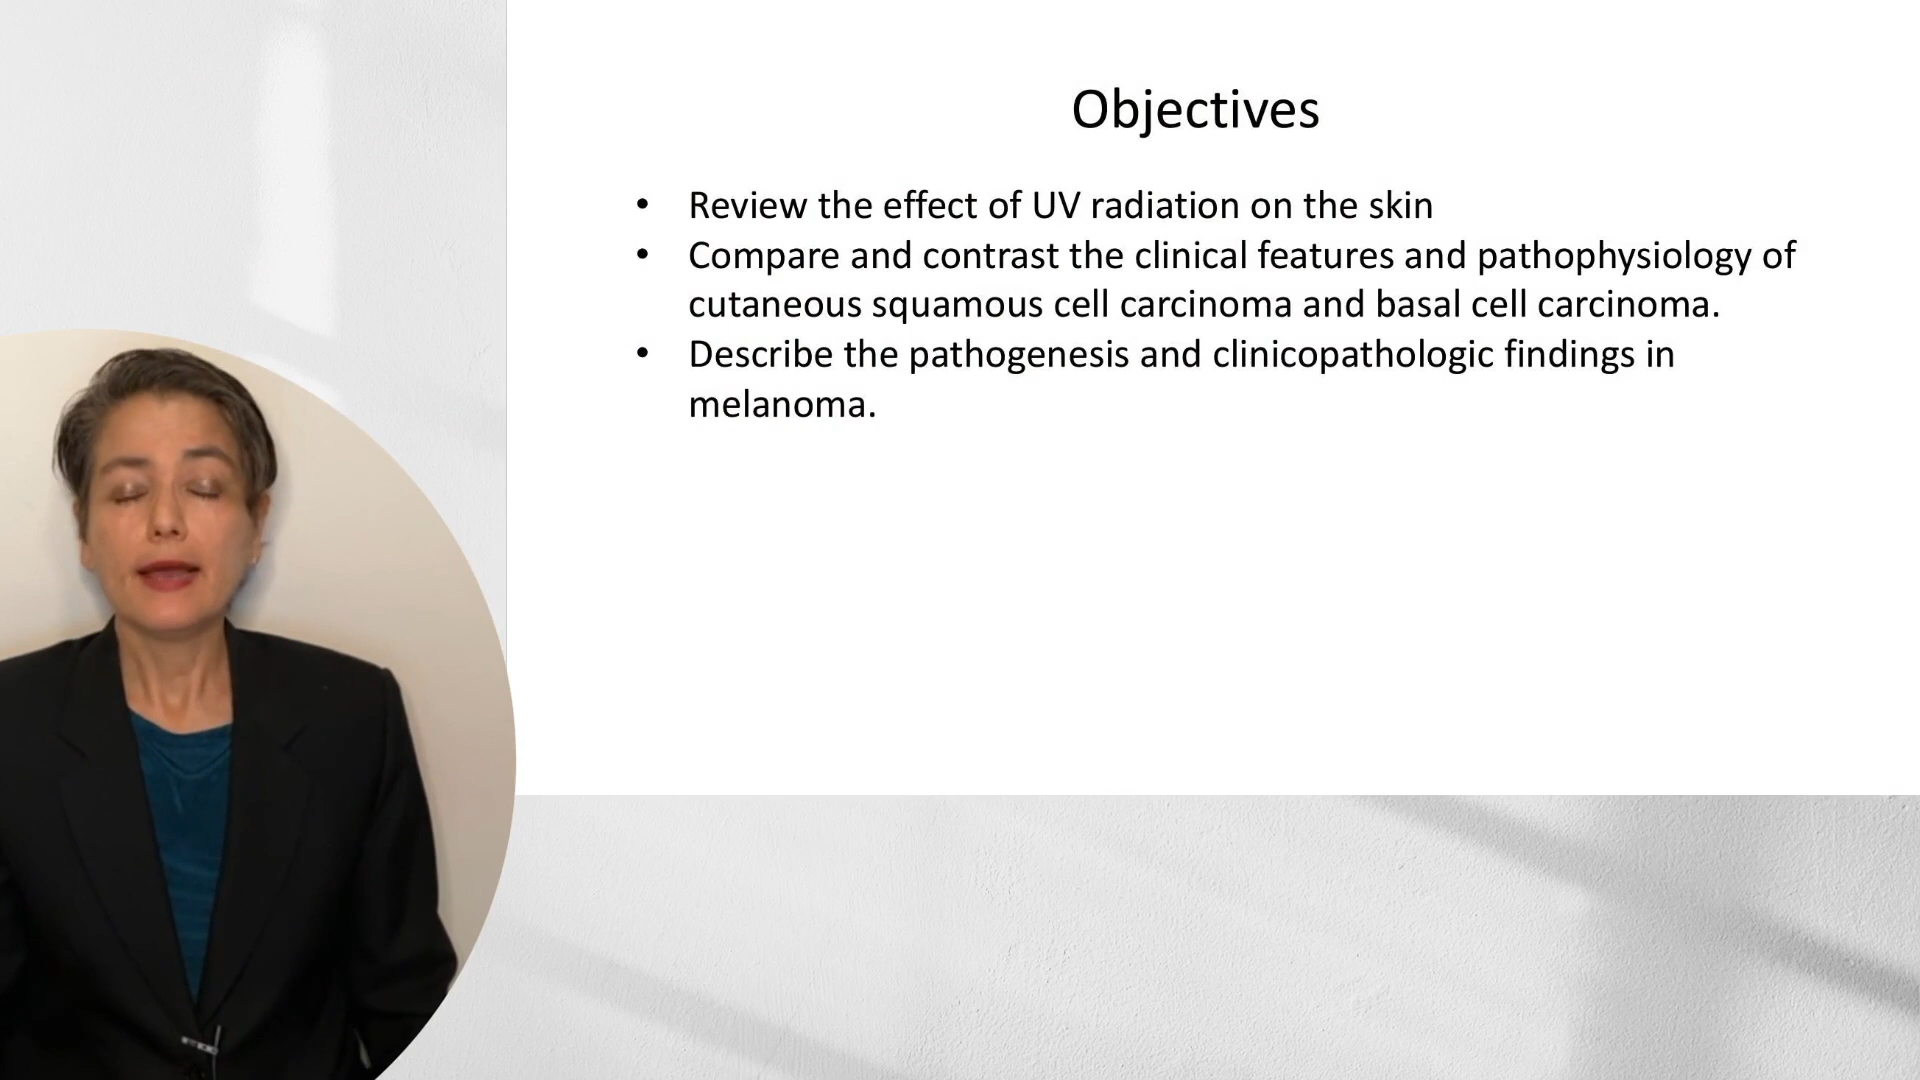 Objectives
• Review the effect of UV radiation on the skin
• Compare and contrast the clinical features and pathophysiology of
cutaneous squamous cell carcinoma and basal cell carcinoma.
• Describe the pathogenesis and clinicopathologic findings in
melanoma.